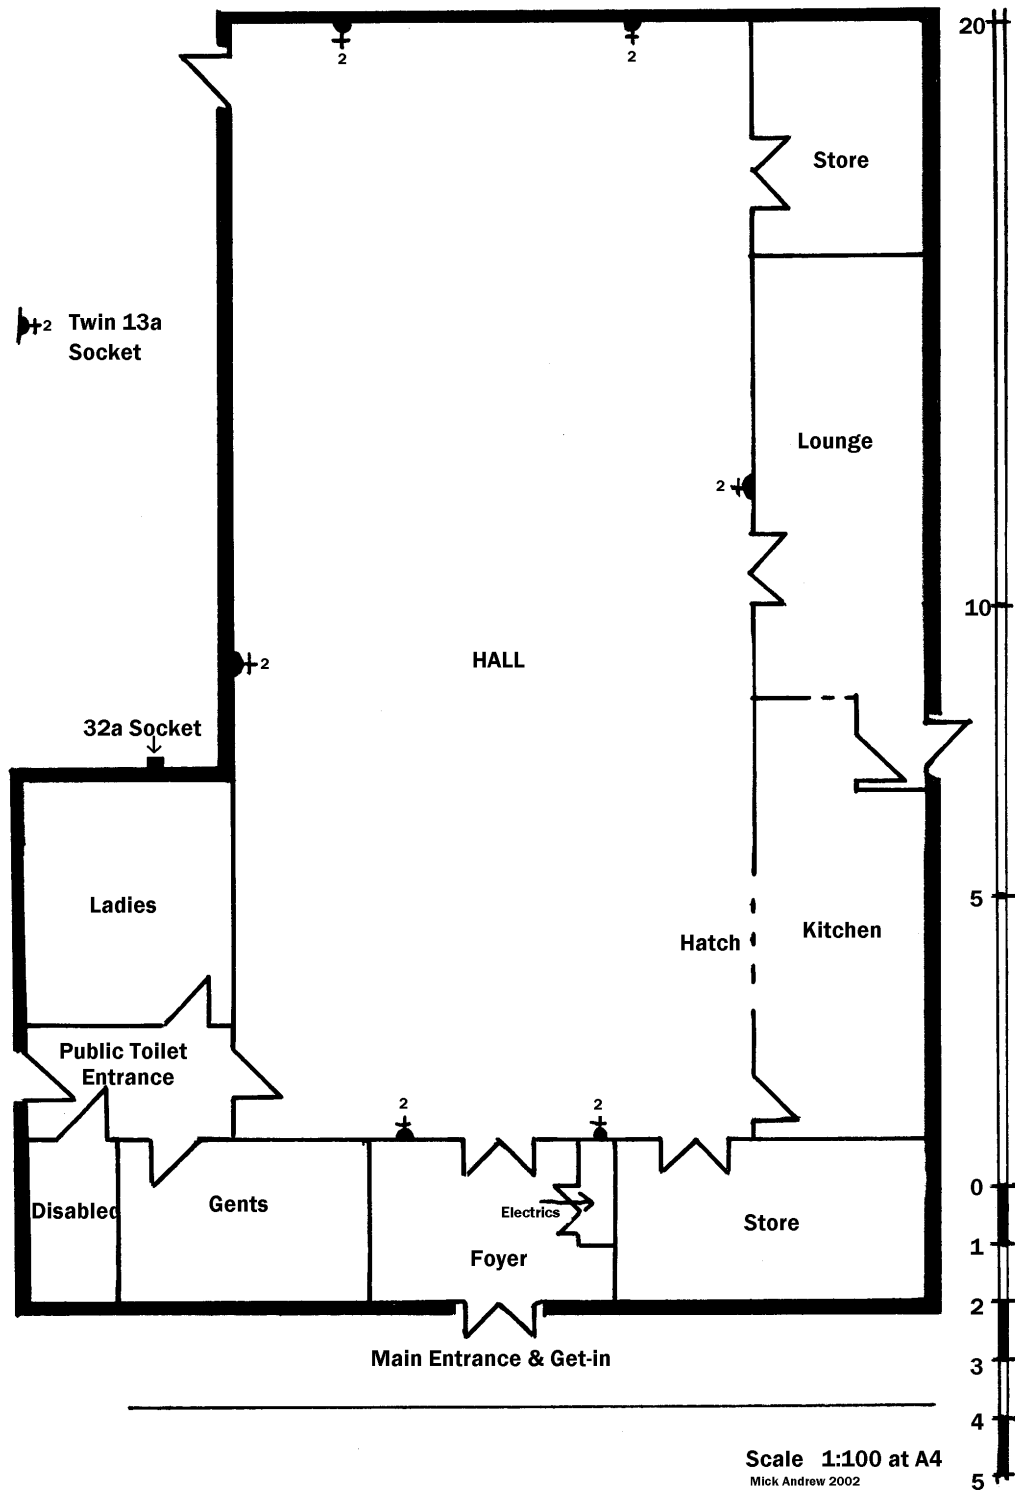 20
2
2
Store
2 Twin 13a
Socket
Lounge
2
10
HALL
2
32a Socket
Ladies
5
Kitchen
Hatch
Public Toilet
Entrance
2
2
0
Disabled
Gents
Electrics
Store
1
Foyer
2
Main Entrance & Get-in
3
4
Scale 1:100 at A4
Mick Andrew 2002
5